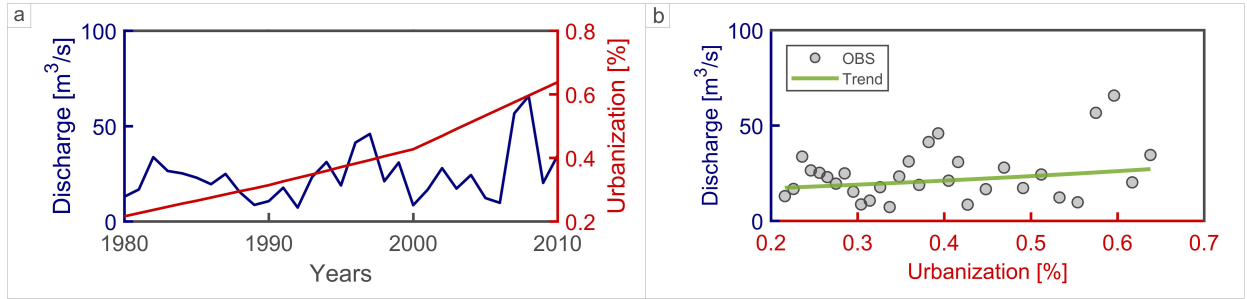 a
100
50
0
Discharge [m³/s]
0.8
0.6
0.4
0.2
Urbanization [%]
1980 1990 2000 2010
Years
b
100
50
0
Discharge [m³/s]
OBS
Trend
0.2 0.3 0.4 0.5 0.6 0.7
Urbanization [%]